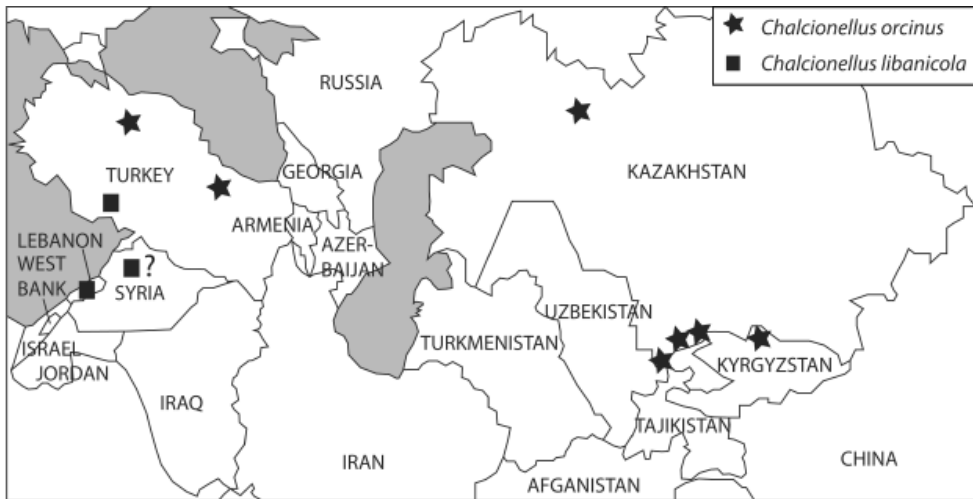 Chalcionellus orcinus
Chalcionellus libanicola
RUSSIA
KAZAKHSTAN
TURKEY
GEORGIA
ARMENIA
AZER-
BAIJAN
LEBANON
WEST
BANK
?
SYRIA
UZBEKISTAN
TURKMENISTAN
KYRGYZSTAN
ISRAEL
JORDAN
IRAQ
TAJIKISTAN
IRAN
CHINA
AFGANISTAN